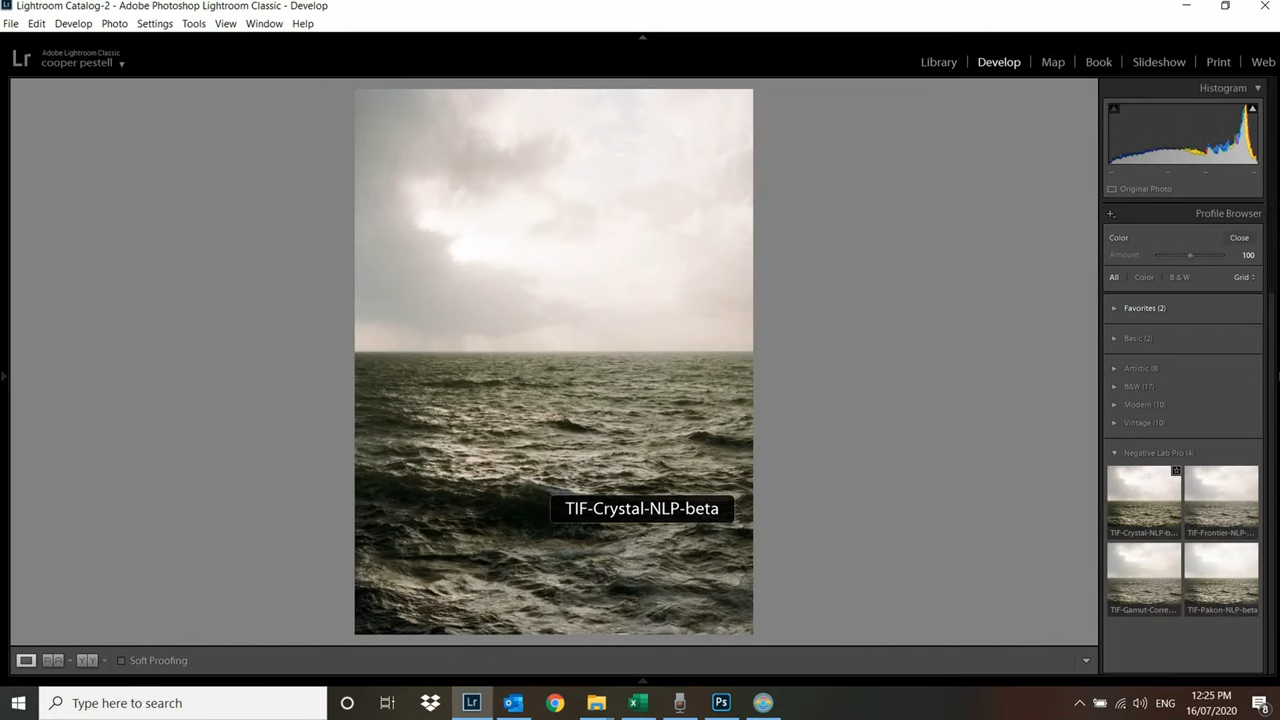 Lightroom Catalog-2 - Adobe Photoshop Lightroom Classic - Develop
File Edit Develop Photo Settings Tools View Window Help
Lr
Adobe Lightroom Classic
cooper pestell
Library | Develop | Map | Book | Slideshow | Print | Web
Histogram
Original Photo
Profile Browser
Color Close
Amount 100
All Color B & W Grid
Favorites (2)
Basic (2)
Artistic (8)
B&W (17)
Modern (10)
Vintage (10)
Negative Lab Pro (4)
TIF-Crystal-NLP-b... TIF-Frontier-NLP-...
TIF-Gamut-Corre... TIF-Pakon-NLP-beta
TIF-Crystal-NLP-beta
Soft Proofing
Type here to search
Lr
Ps
ENG
12:25 PM
16/07/2020
8